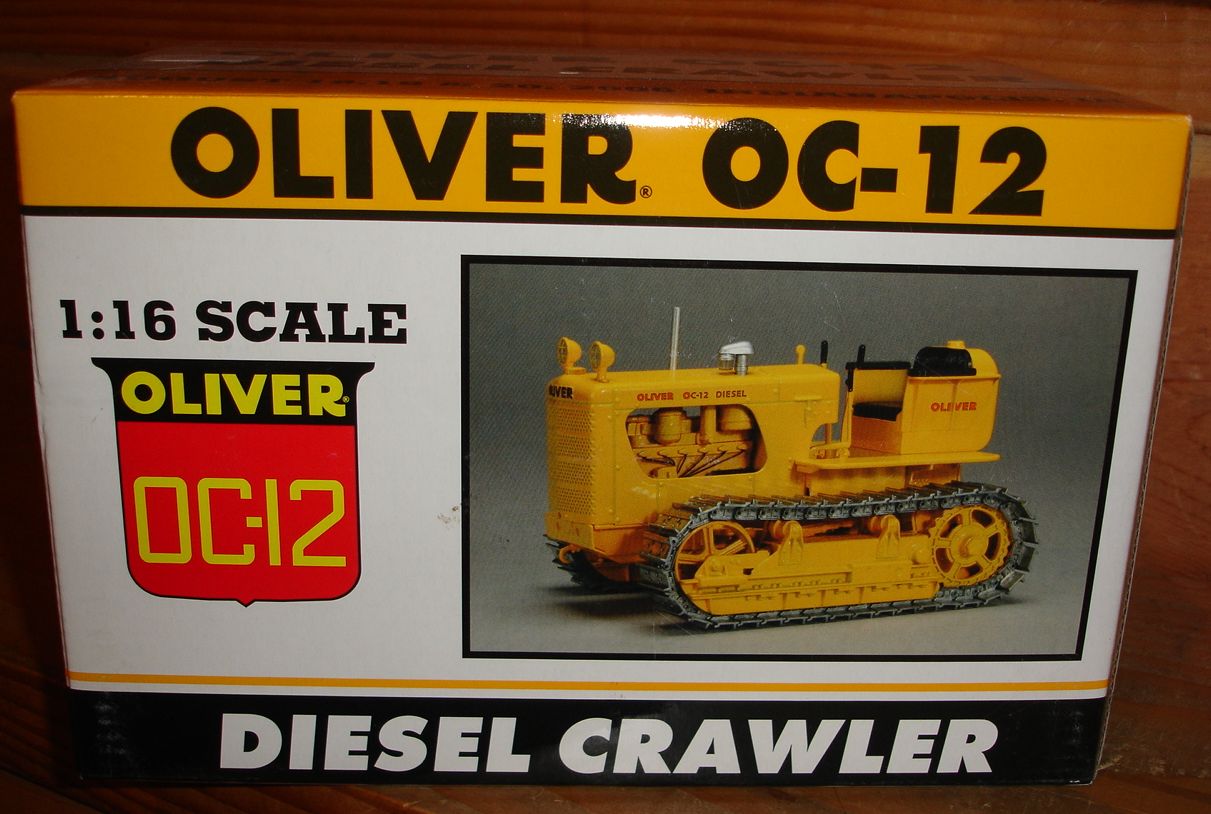 OLIVER® OC-12
1:16 SCALE
OLIVER®
OC-12
OLIVER
OLIVER OC-12 DIESEL
OLIVER
DIESEL CRAWLER